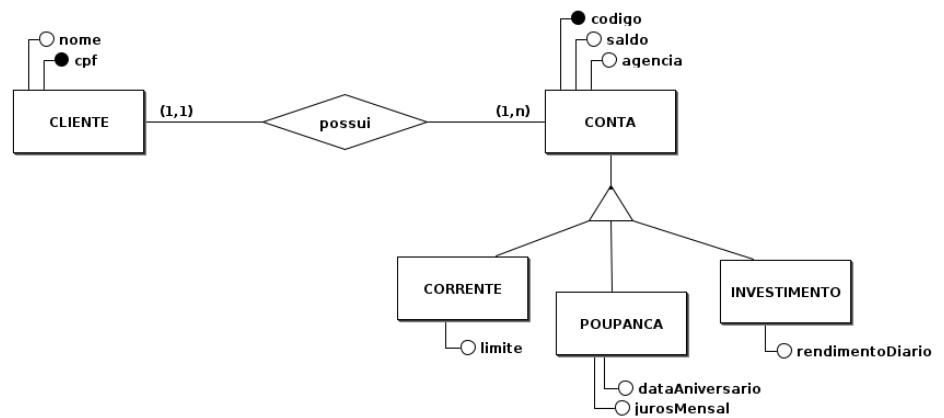 codigo
nome
saldo
cpf
agencia
CLIENTE
(1,1)
possui
(1,n)
CONTA
CORRENTE
POUPANCA
INVESTIMENTO
limite
rendimentoDiario
dataAniversario
jurosMensal